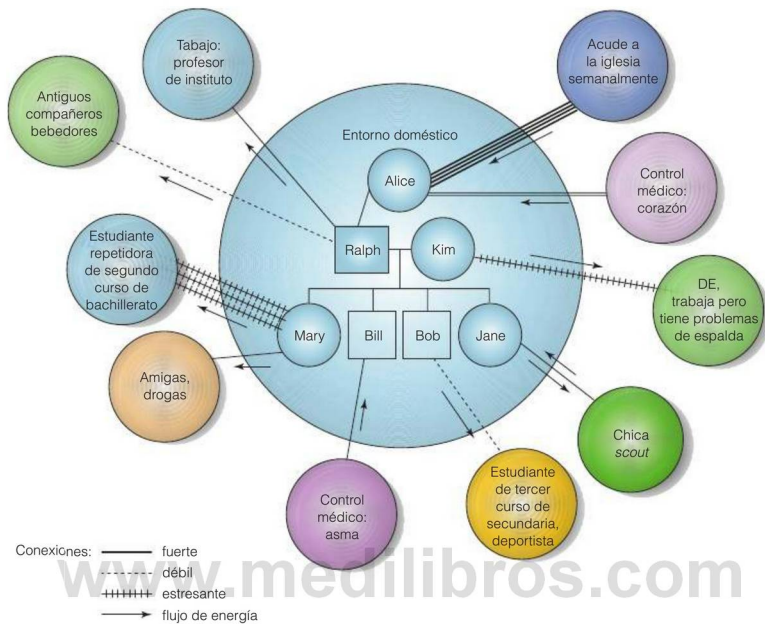 Tabajo:
profesor
de instituto
Acude a
la iglesia
semanalmente
Antiguos
compañeros
bebedores
Entorno doméstico
Alice
Control
médico:
corazón
Estudiante
repetidora
de segundo
curso de
bachillerato
Ralph
Kim
DE,
trabaja pero
tiene problemas
de espalda
Mary
Bill
Bob
Jane
Amigas,
drogas
Chica
scout
Control
médico:
asma
Estudiante
de tercer
curso de
secundaria,
deportista
Conexiones:
fuerte
débil
estresante
flujo de energía
www.medilibros.com